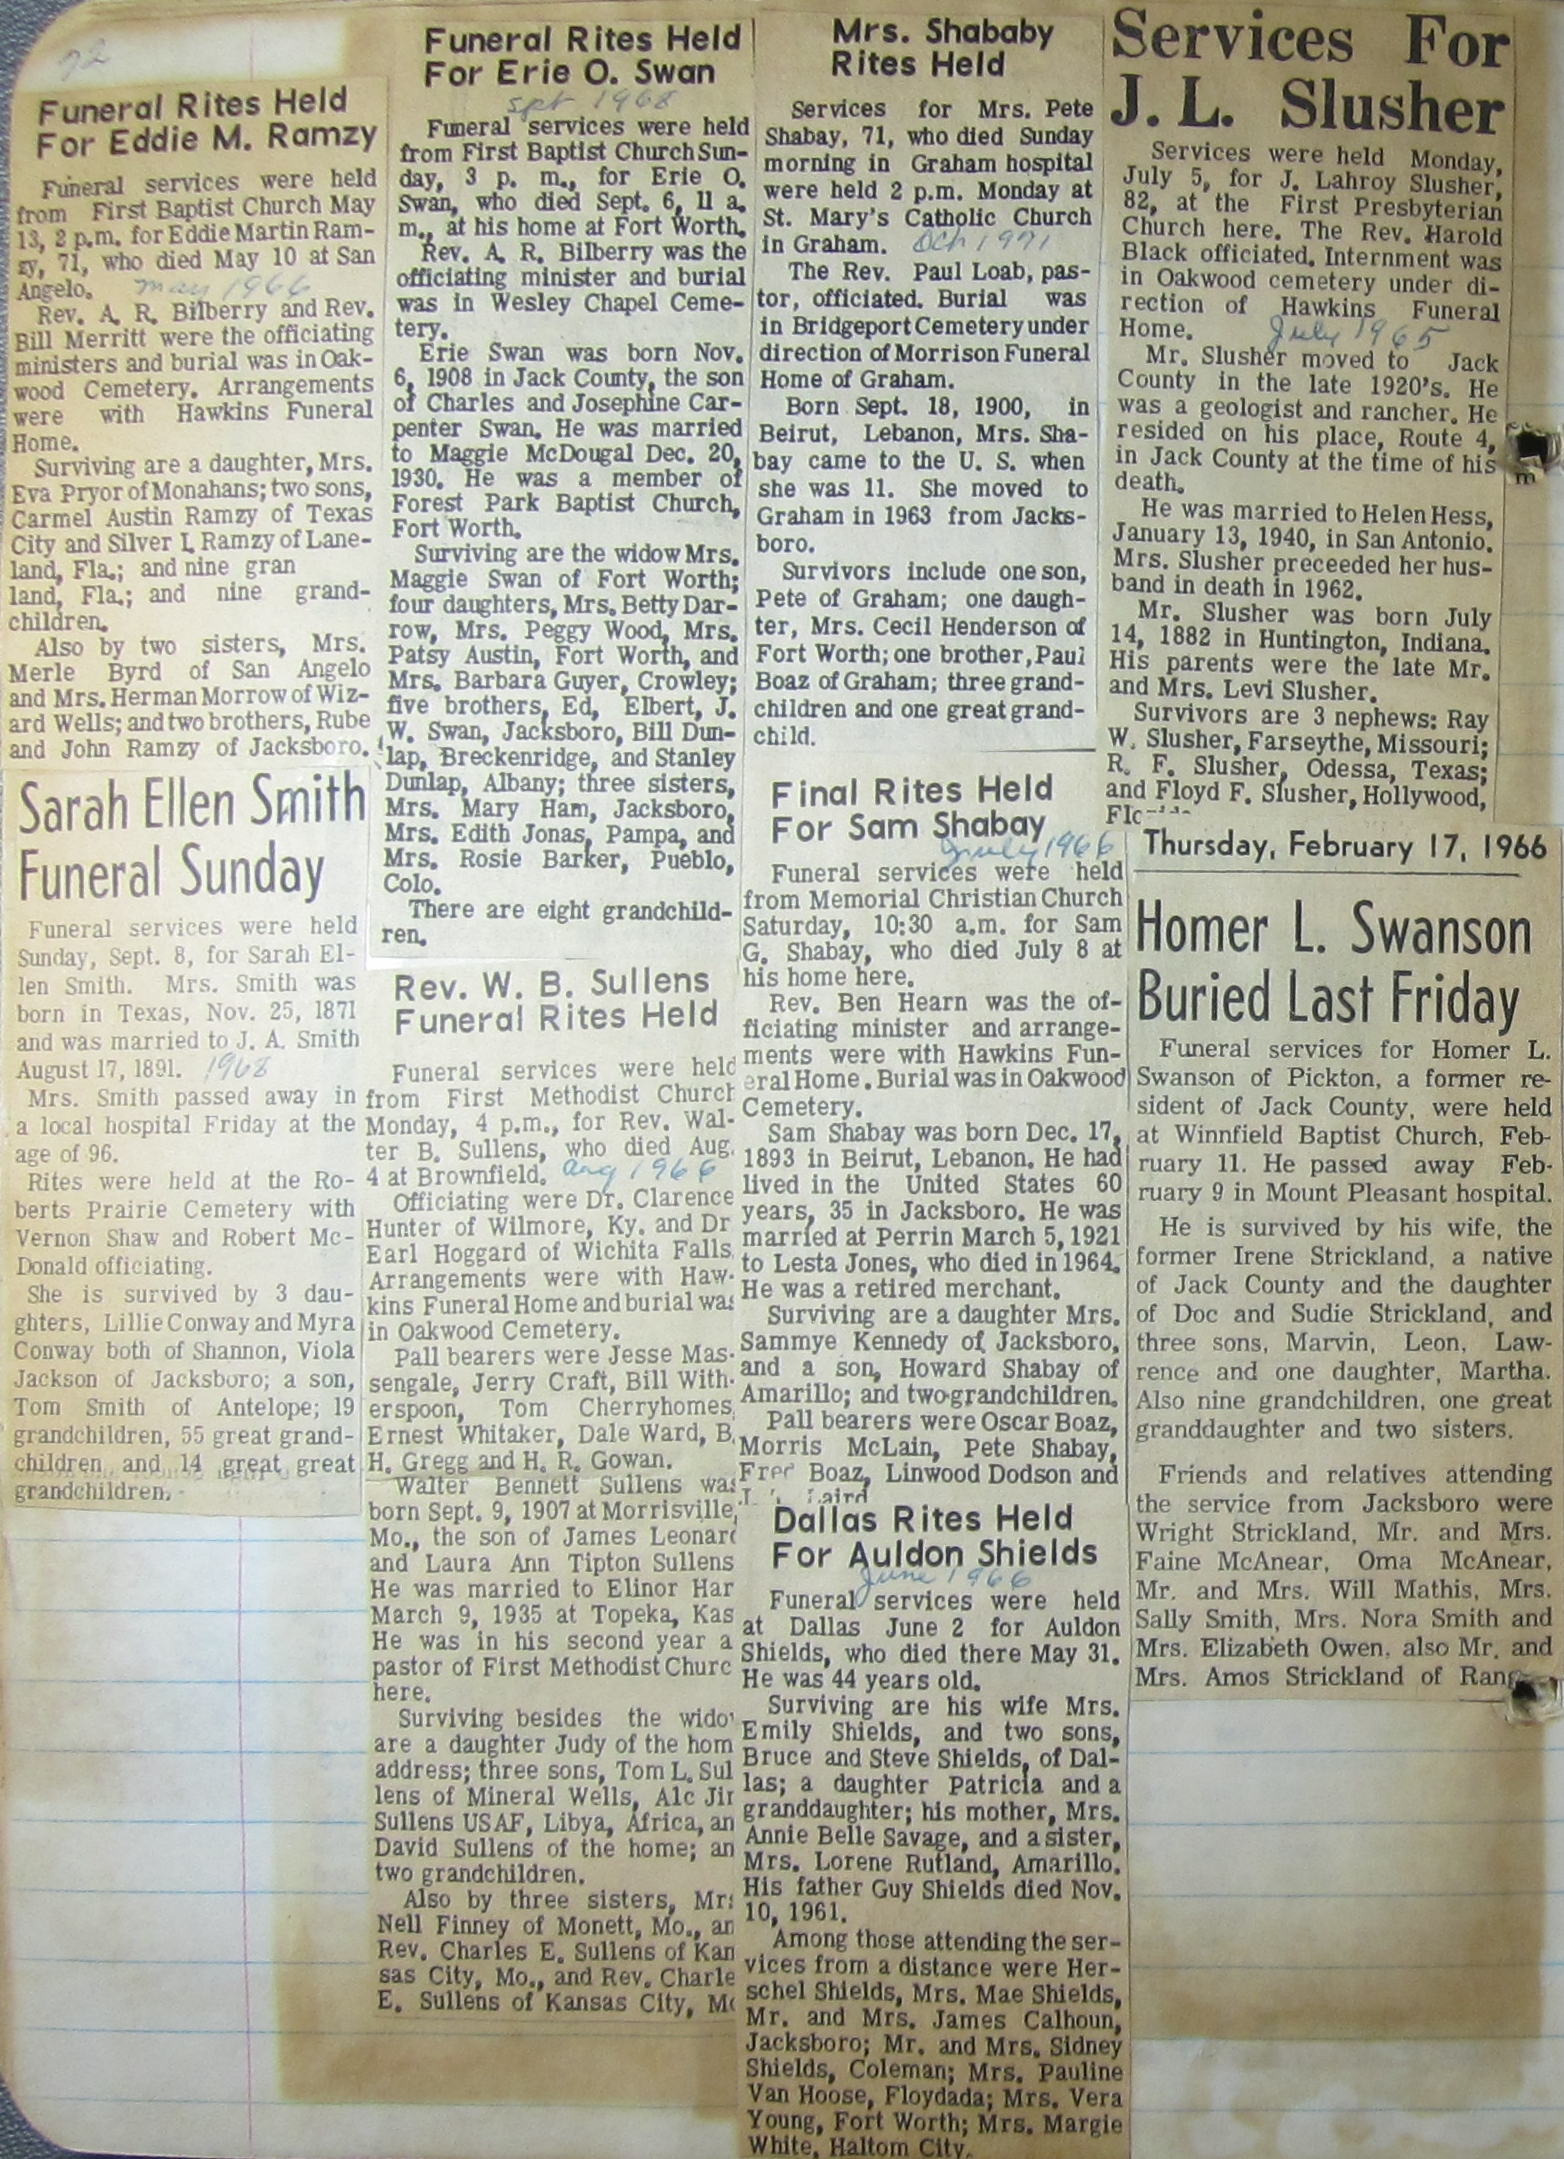 72
Funeral Rites Held
For Eddie M. Ramzy
Funeral services were held
from First Baptist Church May
13, 2 p.m. for Eddie Martin Ram-
zy, 71, who died May 10 at San
Angelo. May 1966
Rev. A. R. Bilberry and Rev.
Bill Merritt were the officiating
ministers and burial was in Oak-
wood Cemetery. Arrangements
were with Hawkins Funeral
Home.
Surviving are a daughter, Mrs.
Eva Pryor of Monahans; two sons,
Carmel Austin Ramzy of Texas
City and Silver I. Ramzy of Lane-
land, Fla.; and nine gran
land, Fla.; and nine grand-
children.
Also by two sisters, Mrs.
Merle Byrd of San Angelo
and Mrs. Herman Morrow of Wiz-
ard Wells; and two brothers, Rube
and John Ramzy of Jacksboro.
Sarah Ellen Smith
Funeral Sunday
Funeral services were held
Sunday, Sept. 8, for Sarah El-
len Smith. Mrs. Smith was
born in Texas, Nov. 25, 1871
and was married to J. A. Smith
August 17, 1891. 1968
Mrs. Smith passed away in
a local hospital Friday at the
age of 96.
Rites were held at the Ro-
berts Prairie Cemetery with
Vernon Shaw and Robert Mc-
Donald officiating.
She is survived by 3 dau-
ghters, Lillie Conway and Myra
Conway both of Shannon, Viola
Jackson of Jacksboro; a son,
Tom Smith of Antelope; 19
grandchildren, 55 great grand-
children and 14 great great
grandchildren.
Funeral Rites Held
For Erie O. Swan
Spt 1968
Funeral services were held
from First Baptist Church Sun-
day, 3 p. m., for Erie O.
Swan, who died Sept. 6, 11 a.
m., at his home at Fort Worth.
Rev. A. R. Bilberry was the
officiating minister and burial
was in Wesley Chapel Ceme-
tery.
Erie Swan was born Nov.
6, 1908 in Jack County, the son
of Charles and Josephine Car-
penter Swan. He was married
to Maggie McDougal Dec. 20,
1930. He was a member of
Forest Park Baptist Church,
Fort Worth.
Surviving are the widow Mrs.
Maggie Swan of Fort Worth;
four daughters, Mrs. Betty Dar-
row, Mrs. Peggy Wood, Mrs.
Patsy Austin, Fort Worth, and
Mrs. Barbara Guyer, Crowley;
five brothers, Ed, Elbert, J.
W. Swan, Jacksboro, Bill Dun-
lap, Breckenridge, and Stanley
Dunlap, Albany; three sisters,
Mrs. Mary Ham, Jacksboro,
Mrs. Edith Jonas, Pampa, and
Mrs. Rosie Barker, Pueblo,
Colo.
There are eight grandchild-
ren.
Rev. W. B. Sullens
Funeral Rites Held
Funeral services were held
from First Methodist Church
Monday, 4 p.m., for Rev. Wal-
ter B. Sullens, who died Aug.
4 at Brownfield. Aug 1966
Officiating were Dr. Clarence
Hunter of Wilmore, Ky. and Dr
Earl Hoggard of Wichita Falls.
Arrangements were with Haw-
kins Funeral Home and burial was
in Oakwood Cemetery.
Pall bearers were Jesse Mas-
sengale, Jerry Craft, Bill With-
erspoon, Tom Cherryhomes,
Ernest Whitaker, Dale Ward, B.
H. Gregg and H. R. Gowan.
Walter Bennett Sullens was
born Sept. 9, 1907 at Morrisville,
Mo., the son of James Leonard
and Laura Ann Tipton Sullens
He was married to Elinor Har
March 9, 1935 at Topeka, Kas
He was in his second year a
pastor of First Methodist Churc
here.
Surviving besides the widow
are a daughter Judy of the hom
address; three sons, Tom L. Sul
lens of Mineral Wells, A1c Jim
Sullens USAF, Libya, Africa, an
David Sullens of the home; an
two grandchildren.
Also by three sisters, Mrs
Nell Finney of Monett, Mo., an
Rev. Charles E. Sullens of Kan
sas City, Mo., and Rev. Charle
E. Sullens of Kansas City, Mo
Mrs. Shababy
Rites Held
Services for Mrs. Pete
Shabay, 71, who died Sunday
morning in Graham hospital
were held 2 p.m. Monday at
St. Mary's Catholic Church
in Graham. Oct 1971
The Rev. Paul Loab, pas-
tor, officiated. Burial was
in Bridgeport Cemetery under
direction of Morrison Funeral
Home of Graham.
Born Sept. 18, 1900, in
Beirut, Lebanon, Mrs. Sha-
bay came to the U. S. when
she was 11. She moved to
Graham in 1963 from Jacks-
boro.
Survivors include one son,
Pete of Graham; one daugh-
ter, Mrs. Cecil Henderson of
Fort Worth; one brother, Paul
Boaz of Graham; three grand-
children and one great grand-
child.
Final Rites Held
For Sam Shabay
July 1966
Funeral services were held
from Memorial Christian Church
Saturday, 10:30 a.m. for Sam
G. Shabay, who died July 8 at
his home here.
Rev. Ben Hearn was the of-
ficiating minister and arrange-
ments were with Hawkins Fun-
eral Home. Burial was in Oakwood
Cemetery.
Sam Shabay was born Dec. 17,
1893 in Beirut, Lebanon. He had
lived in the United States 60
years, 35 in Jacksboro. He was
married at Perrin March 5, 1921
to Lesta Jones, who died in 1964.
He was a retired merchant.
Surviving are a daughter Mrs.
Sammye Kennedy of Jacksboro,
and a son, Howard Shabay of
Amarillo; and two grandchildren.
Pall bearers were Oscar Boaz,
Morris McLain, Pete Shabay,
Fred Boaz, Linwood Dodson and
Laird
Dallas Rites Held
For Auldon Shields
June 1966
Funeral services were held
at Dallas June 2 for Auldon
Shields, who died there May 31.
He was 44 years old.
Surviving are his wife Mrs.
Emily Shields, and two sons,
Bruce and Steve Shields, of Dal-
las; a daughter Patricia and a
granddaughter; his mother, Mrs.
Annie Belle Savage, and a sister,
Mrs. Lorene Rutland, Amarillo.
His father Guy Shields died Nov.
10, 1961.
Among those attending the ser-
vices from a distance were Her-
schel Shields, Mrs. Mae Shields,
Mr. and Mrs. James Calhoun,
Jacksboro; Mr. and Mrs. Sidney
Shields, Coleman; Mrs. Pauline
Van Hoose, Floydada; Mrs. Vera
Young, Fort Worth; Mrs. Margie
White, Haltom City.
Services For
J. L. Slusher
Services were held Monday,
July 5, for J. Lahroy Slusher,
82, at the First Presbyterian
Church here. The Rev. Harold
Black officiated. Internment was
in Oakwood cemetery under di-
rection of Hawkins Funeral
Home. July 1965
Mr. Slusher moved to Jack
County in the late 1920's. He
was a geologist and rancher. He
resided on his place, Route 4,
in Jack County at the time of his
death.
He was married to Helen Hess,
January 13, 1940, in San Antonio.
Mrs. Slusher preceeded her hus-
band in death in 1962.
Mr. Slusher was born July
14, 1882 in Huntington, Indiana.
His parents were the late Mr.
and Mrs. Levi Slusher.
Survivors are 3 nephews: Ray
W. Slusher, Farseythe, Missouri;
R. F. Slusher, Odessa, Texas;
and Floyd F. Slusher, Hollywood,
Thursday, February 17, 1966
Homer L. Swanson
Buried Last Friday
Funeral services for Homer L.
Swanson of Pickton, a former re-
sident of Jack County, were held
at Winnfield Baptist Church, Feb-
ruary 11. He passed away Feb-
ruary 9 in Mount Pleasant hospital.
He is survived by his wife, the
former Irene Strickland, a native
of Jack County and the daughter
of Doc and Sudie Strickland, and
three sons, Marvin, Leon, Law-
rence and one daughter, Martha.
Also nine grandchildren, one great
granddaughter and two sisters.
Friends and relatives attending
the service from Jacksboro were
Wright Strickland, Mr. and Mrs.
Faine McAnear, Oma McAnear,
Mr. and Mrs. Will Mathis, Mrs.
Sally Smith, Mrs. Nora Smith and
Mrs. Elizabeth Owen, also Mr. and
Mrs. Amos Strickland of Rang